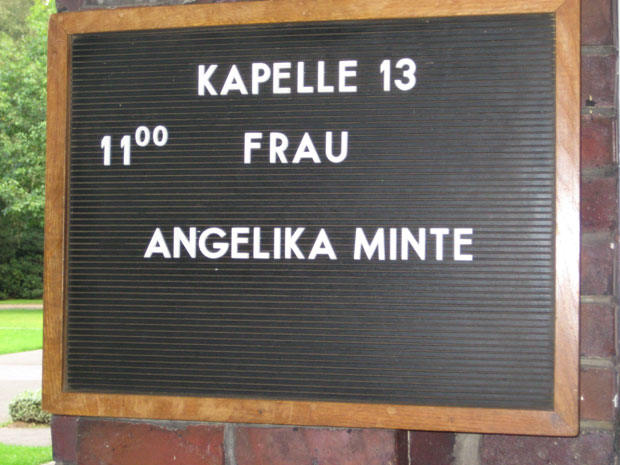 KAPELLE 13
11⁰⁰ FRAU
ANGELIKA MINTE